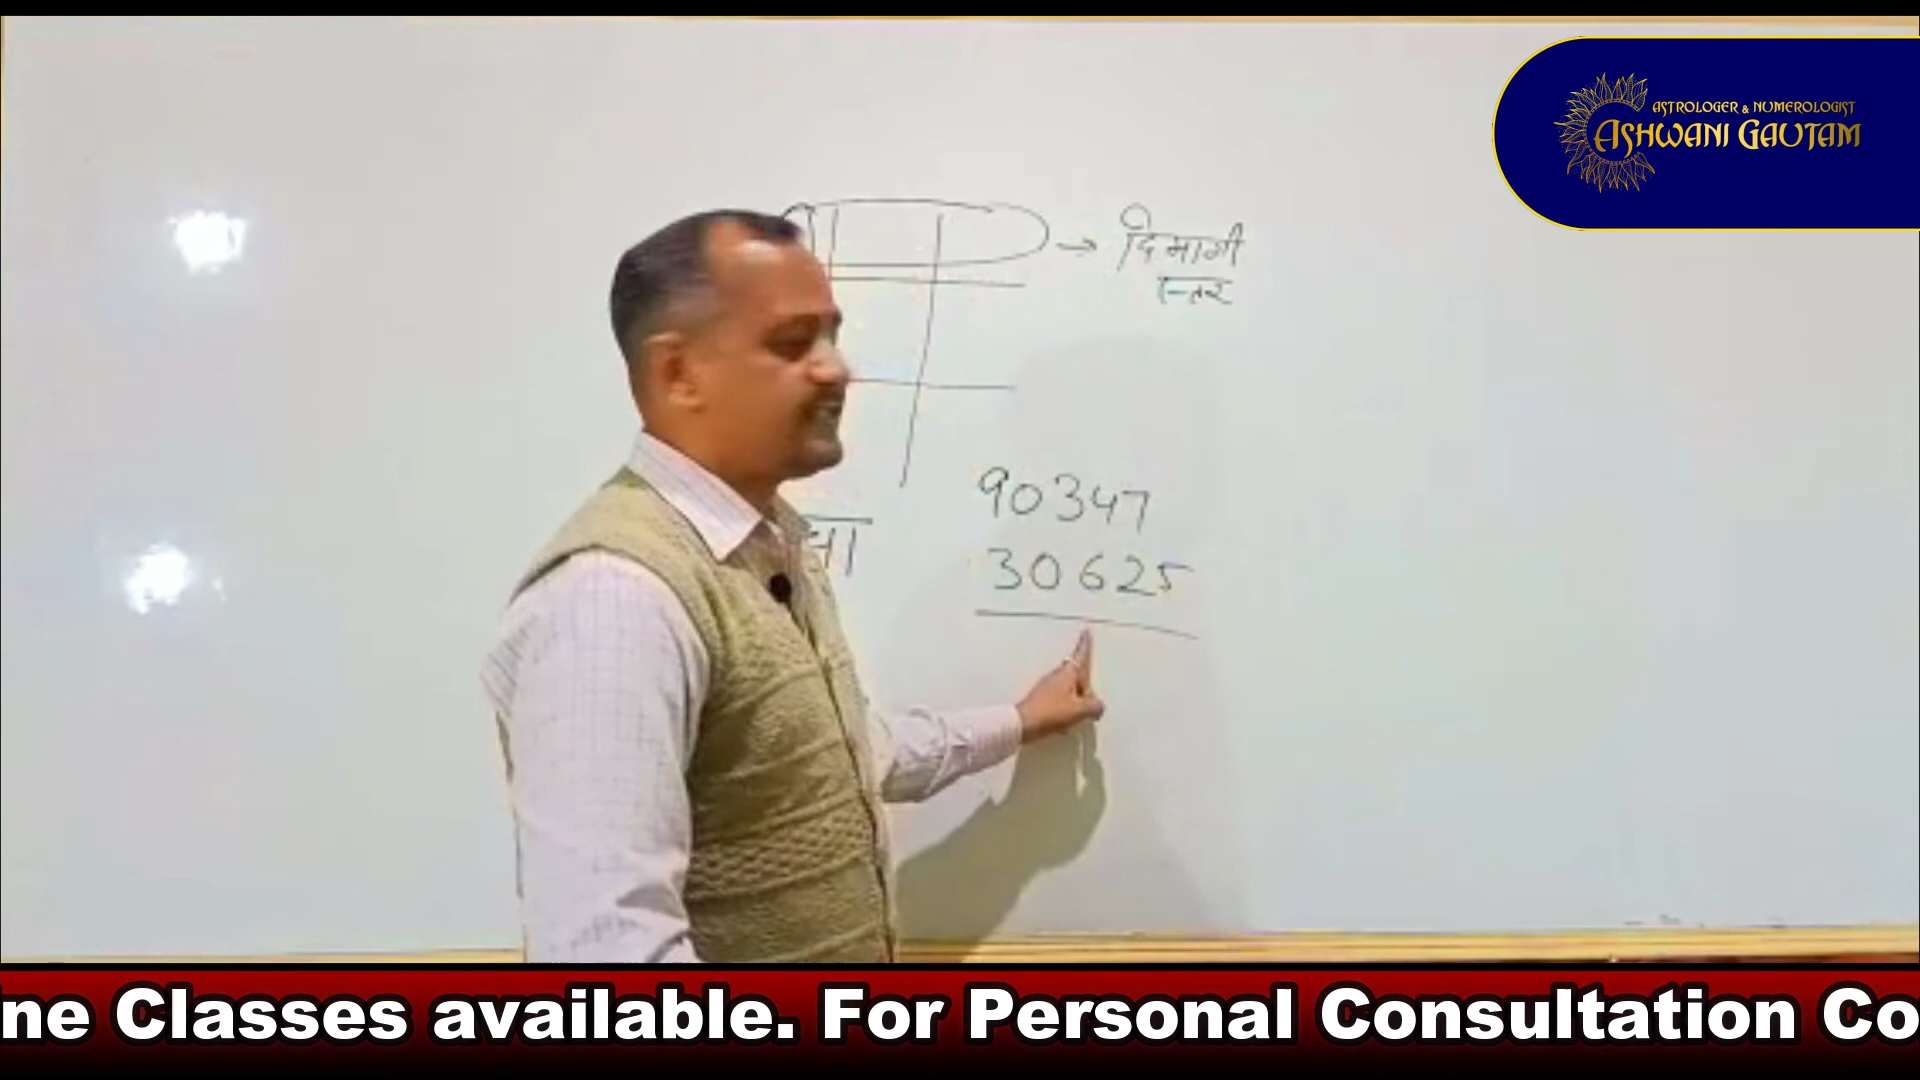 ASTROLOGER & NUMEROLOGIST
ASHWANI GAUTAM
→ दिमागी
स्तर
90347
30625
ne Classes available. For Personal Consultation Co